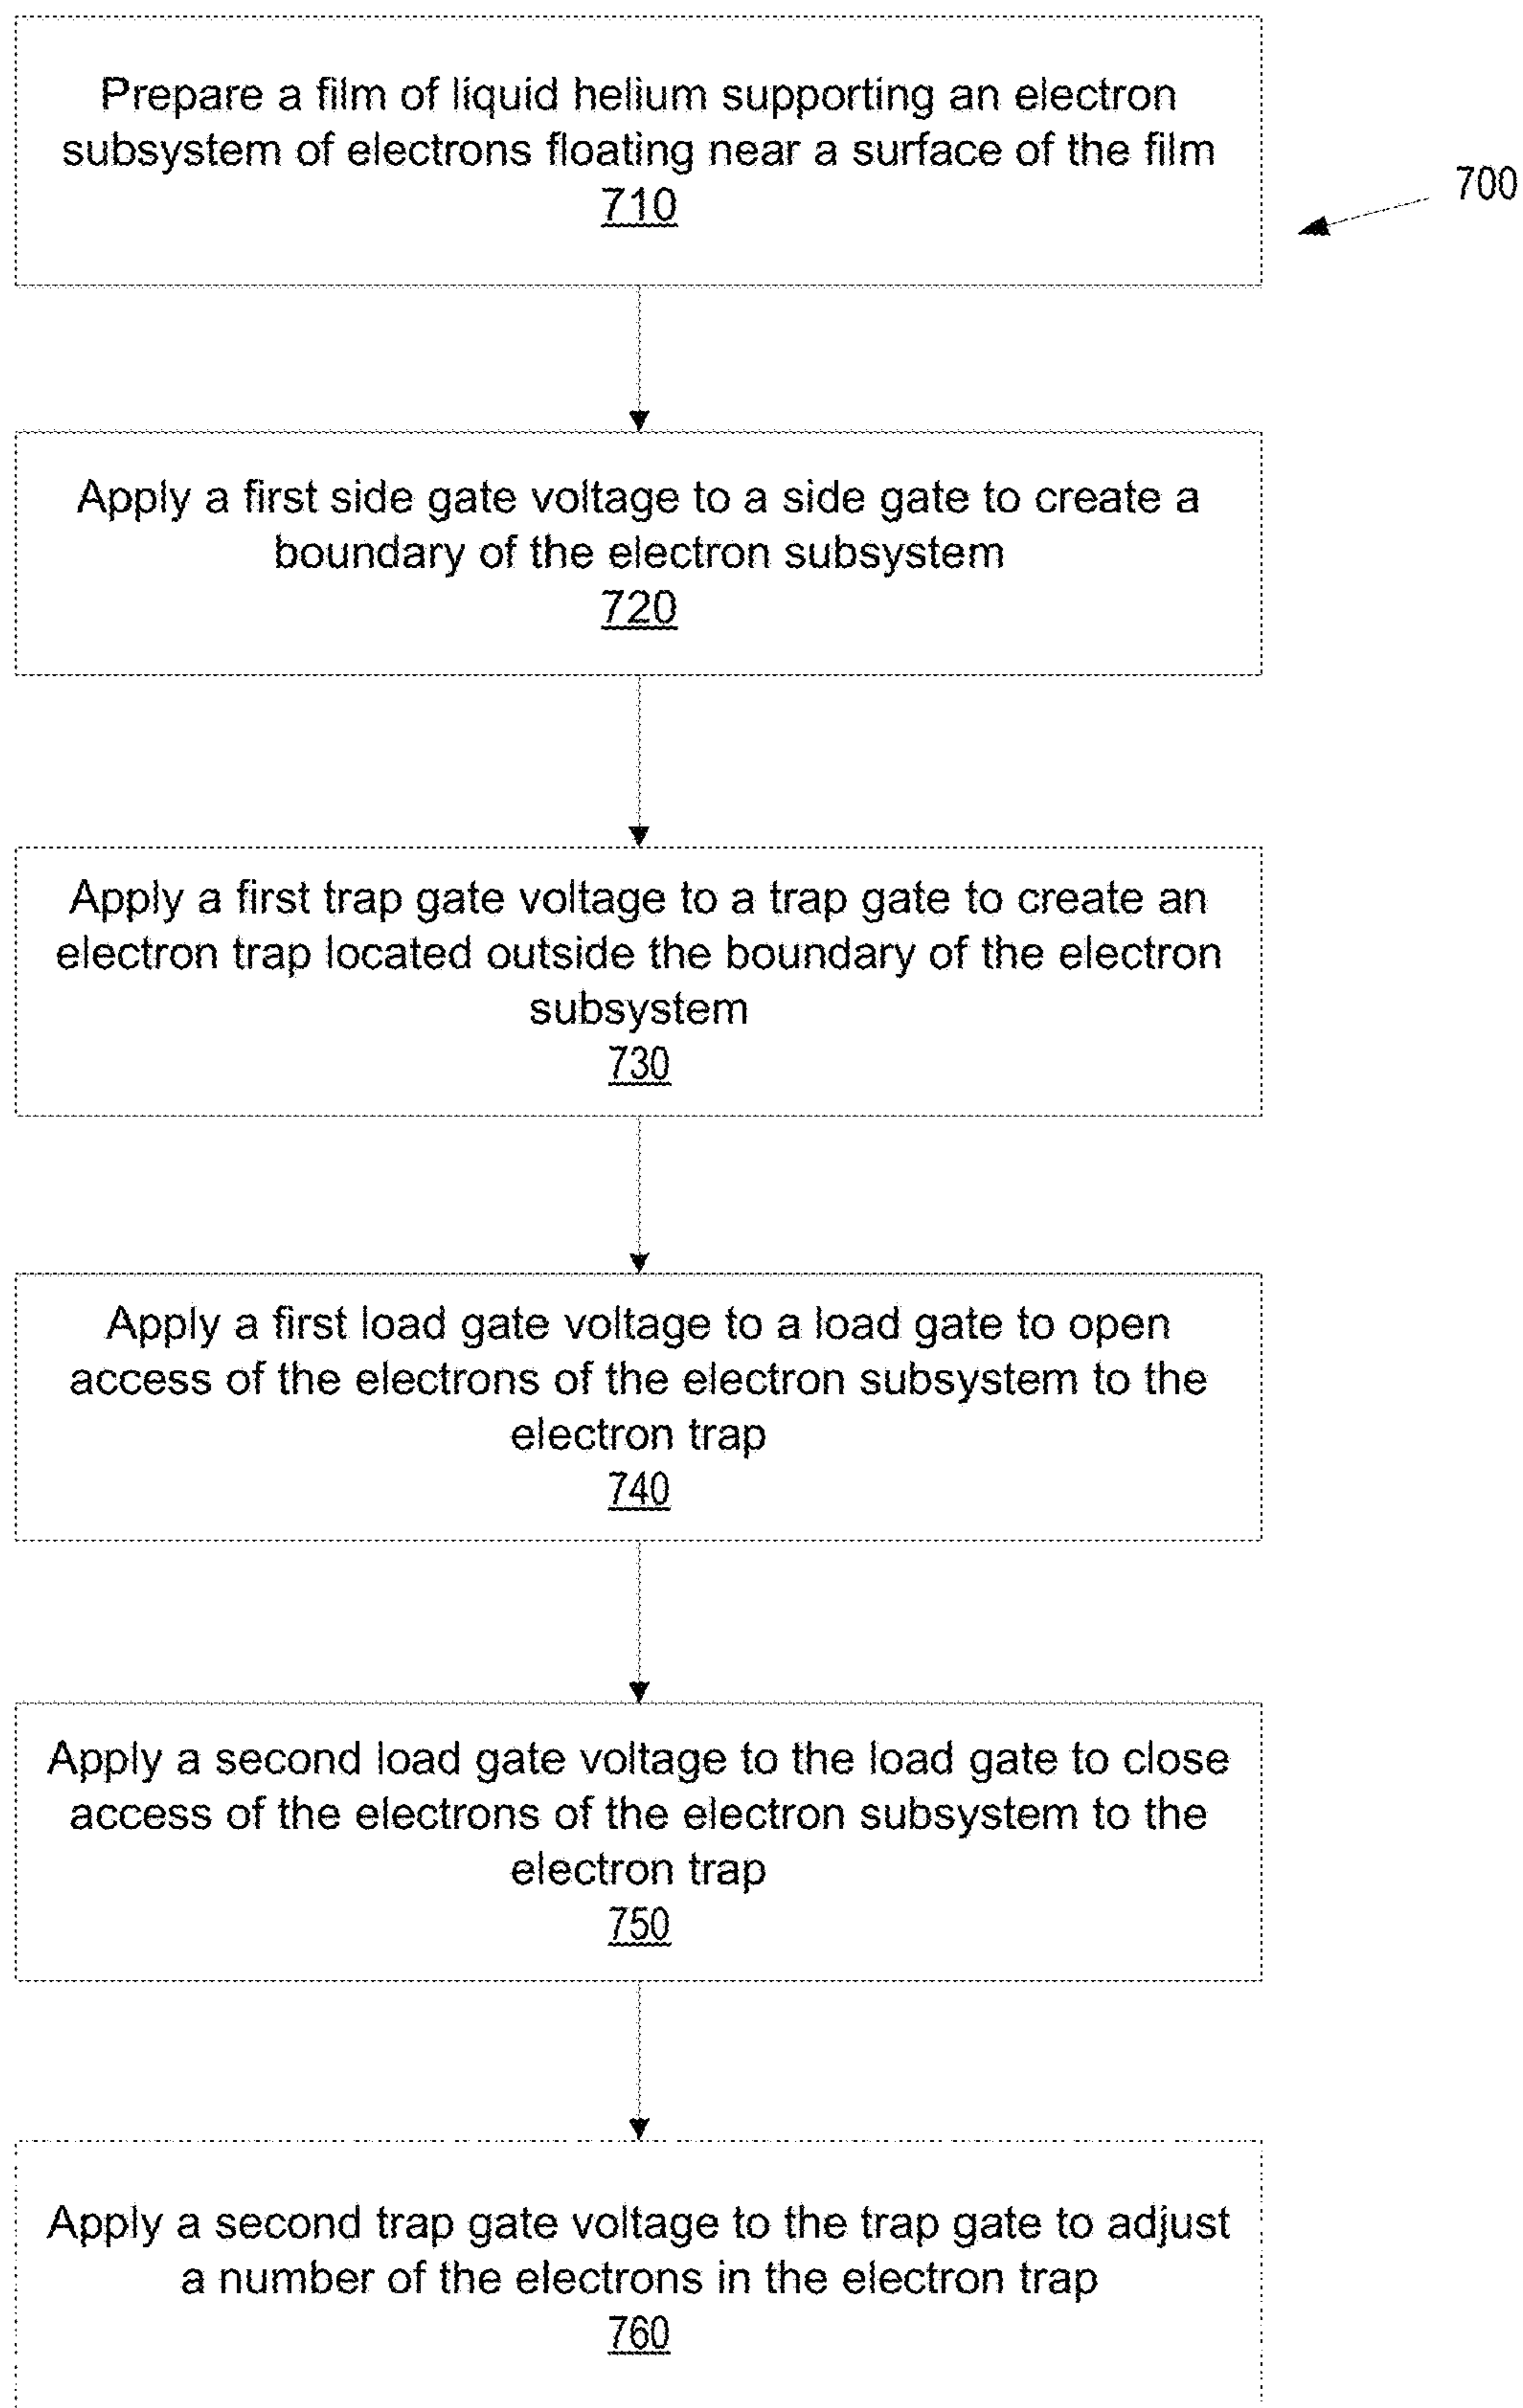 Prepare a film of liquid helium supporting an electron
subsystem of electrons floating near a surface of the film
710
700
Apply a first side gate voltage to a side gate to create a
boundary of the electron subsystem
720
Apply a first trap gate voltage to a trap gate to create an
electron trap located outside the boundary of the electron
subsystem
730
Apply a first load gate voltage to a load gate to open
access of the electrons of the electron subsystem to the
electron trap
740
Apply a second load gate voltage to the load gate to close
access of the electrons of the electron subsystem to the
electron trap
750
Apply a second trap gate voltage to the trap gate to adjust
a number of the electrons in the electron trap
760